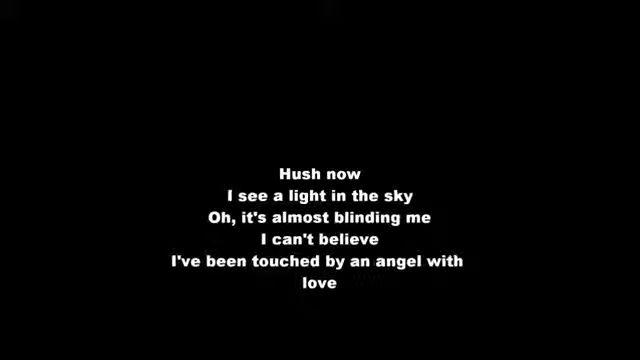 Hush now
I see a light in the sky
Oh, it's almost blinding me
I can't believe
I've been touched by an angel with
love